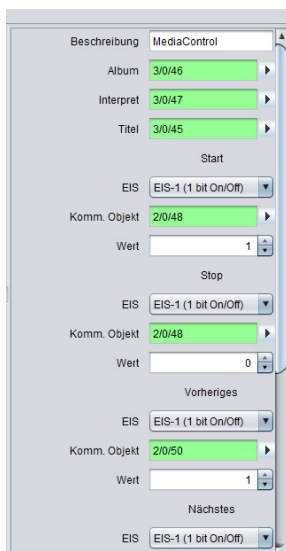 Beschreibung MediaControl
Album 3/0/46
Interpret 3/0/47
Titel 3/0/45
Start
EIS EIS-1 (1 bit On/Off)
Komm. Objekt 2/0/48
Wert 1
Stop
EIS EIS-1 (1 bit On/Off)
Komm. Objekt 2/0/48
Wert 0
Vorheriges
EIS EIS-1 (1 bit On/Off)
Komm. Objekt 2/0/50
Wert 1
Nächstes
EIS EIS-1 (1 bit On/Off)